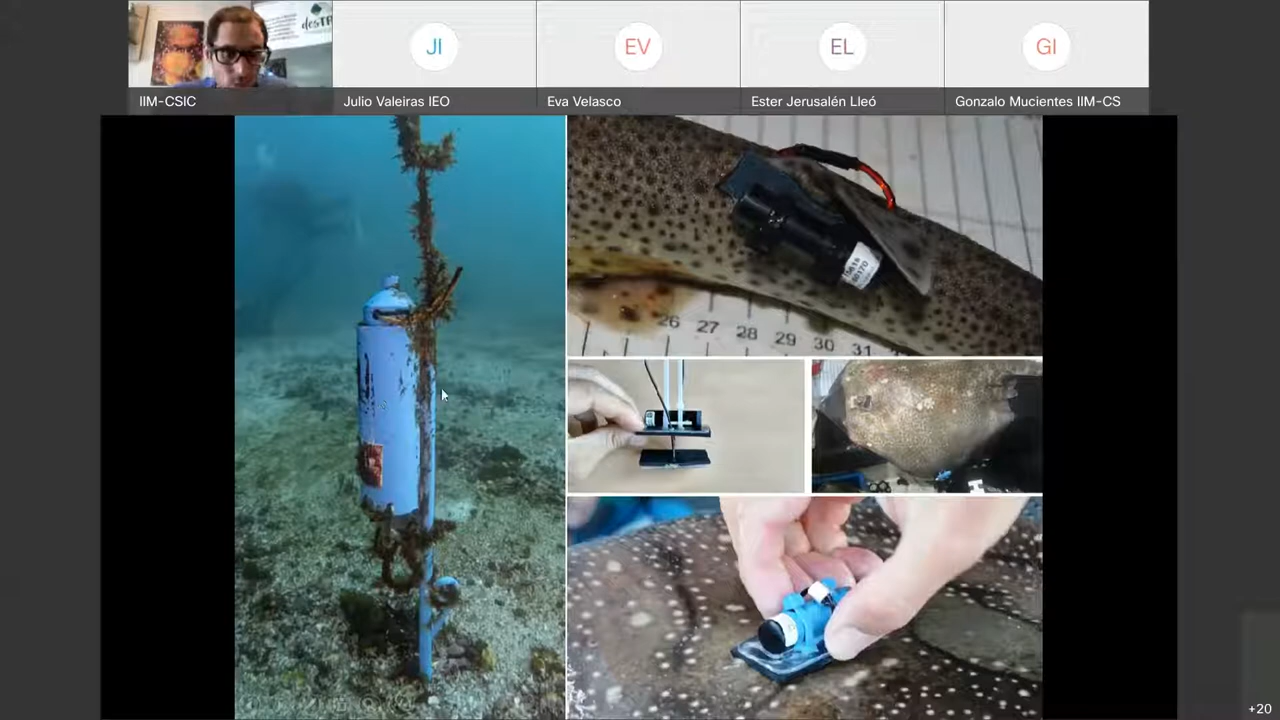 desTP
JI
EV
EL
GI
IIM-CSIC
Julio Valeiras IEO
Eva Velasco
Ester Jerusalén Lleó
Gonzalo Mucientes IIM-CS
26 27 28 29 30 31
+20